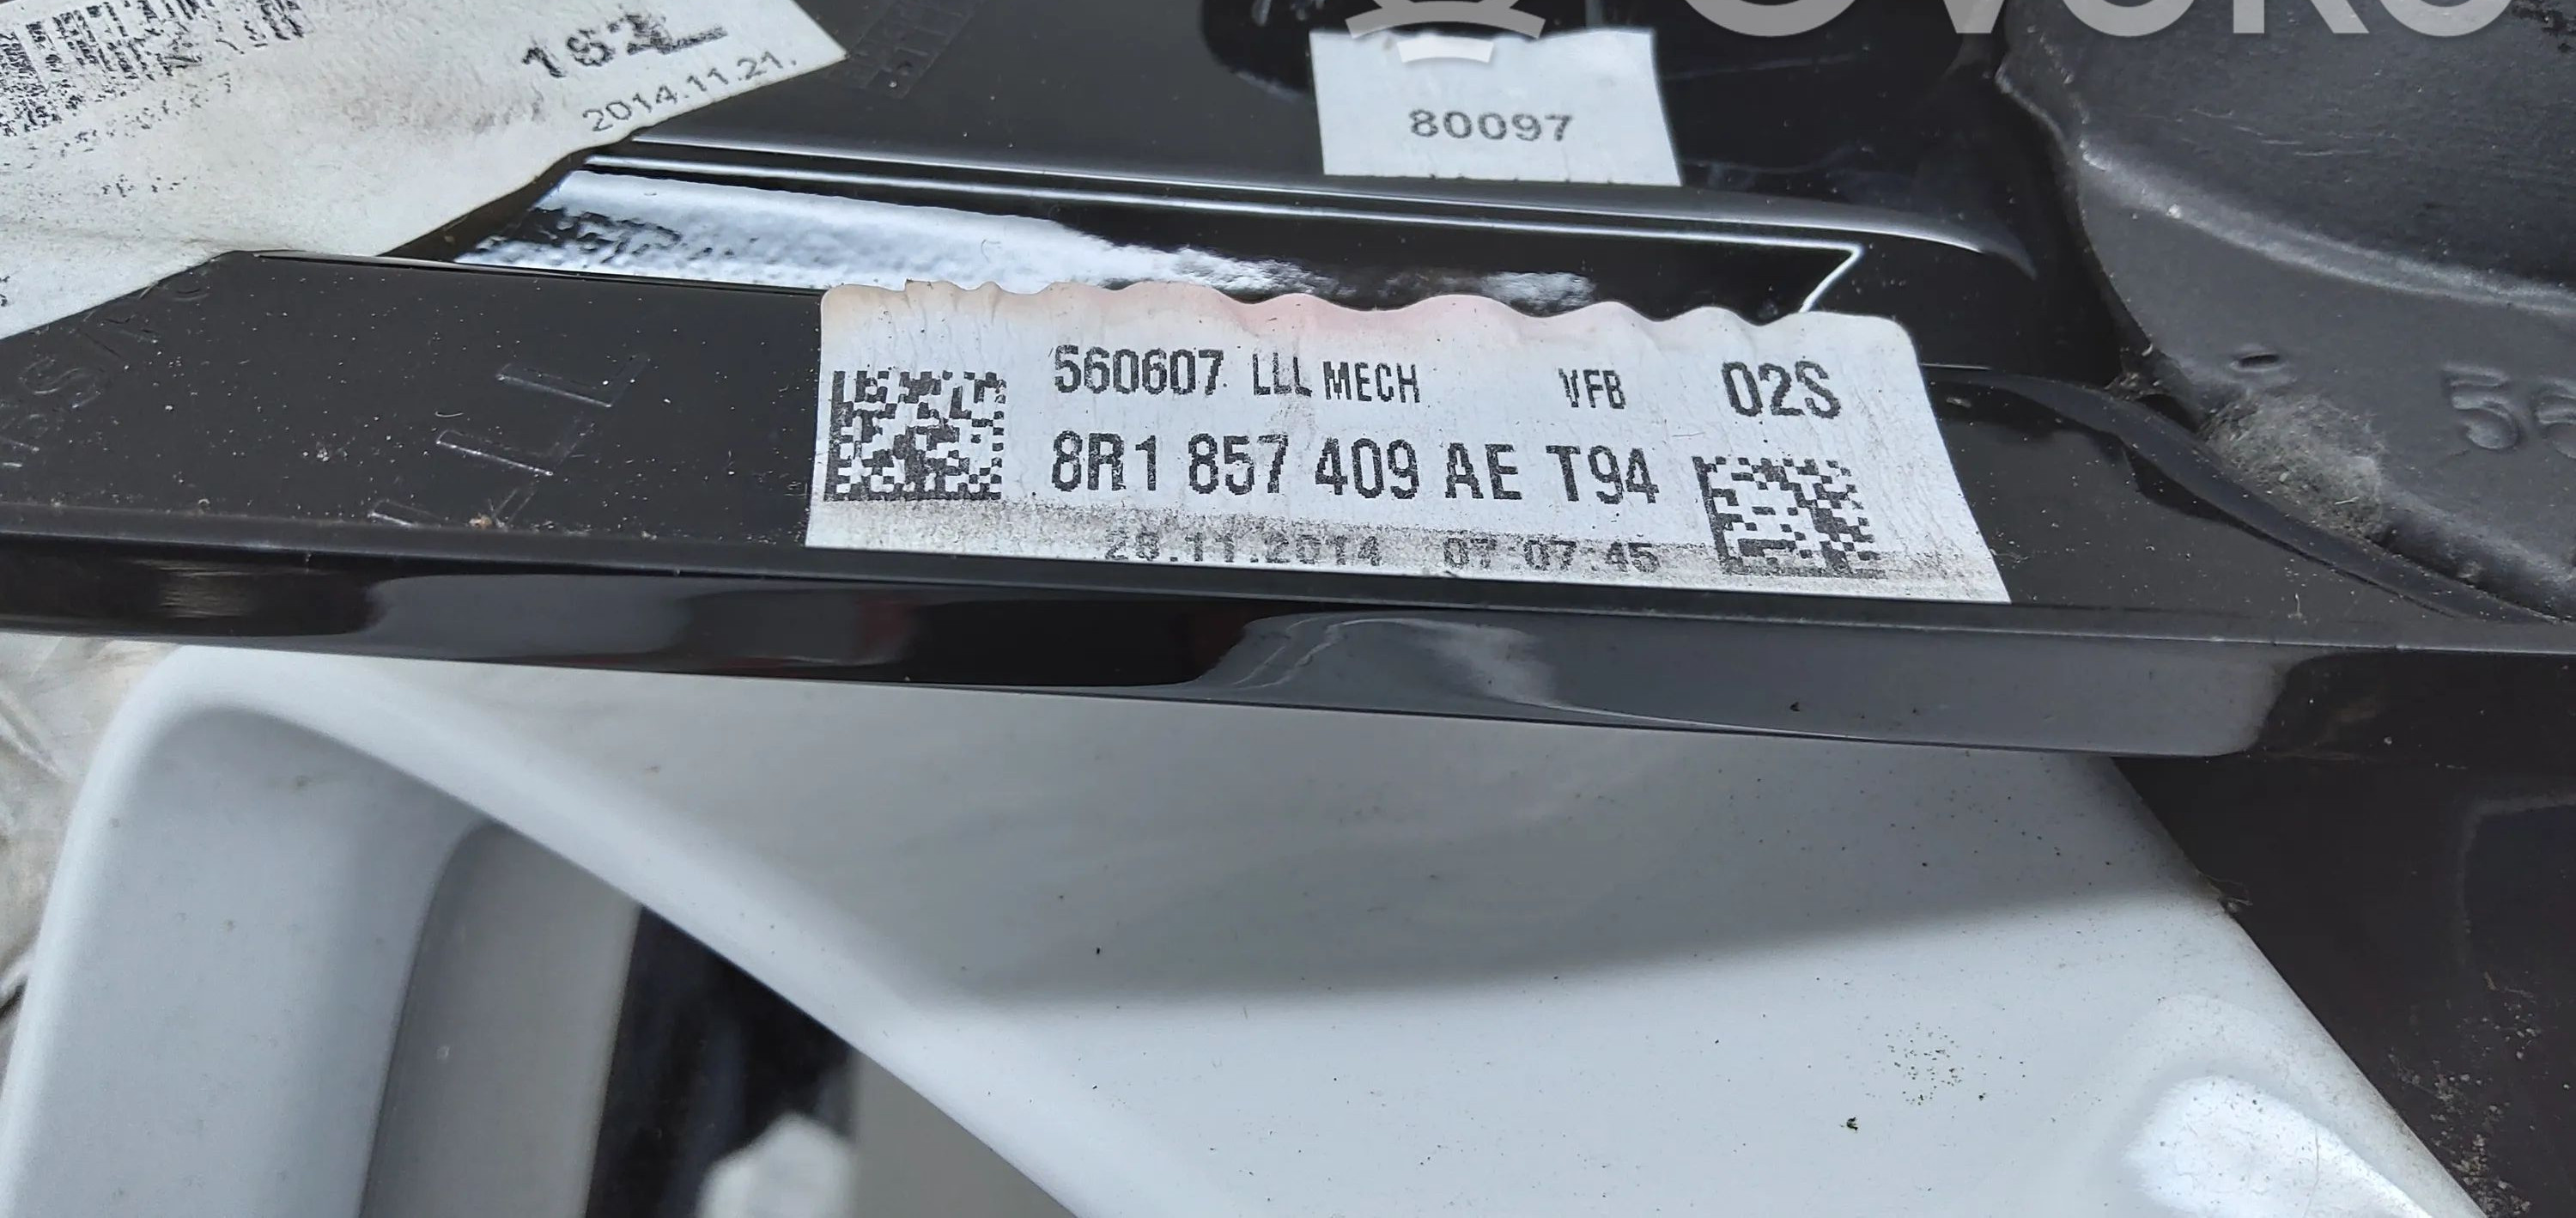 2014.11.21.
80097
560607 LLL MECH VFB 02S
8R1 857 409 AE T94
28.11.2014 07:07:45